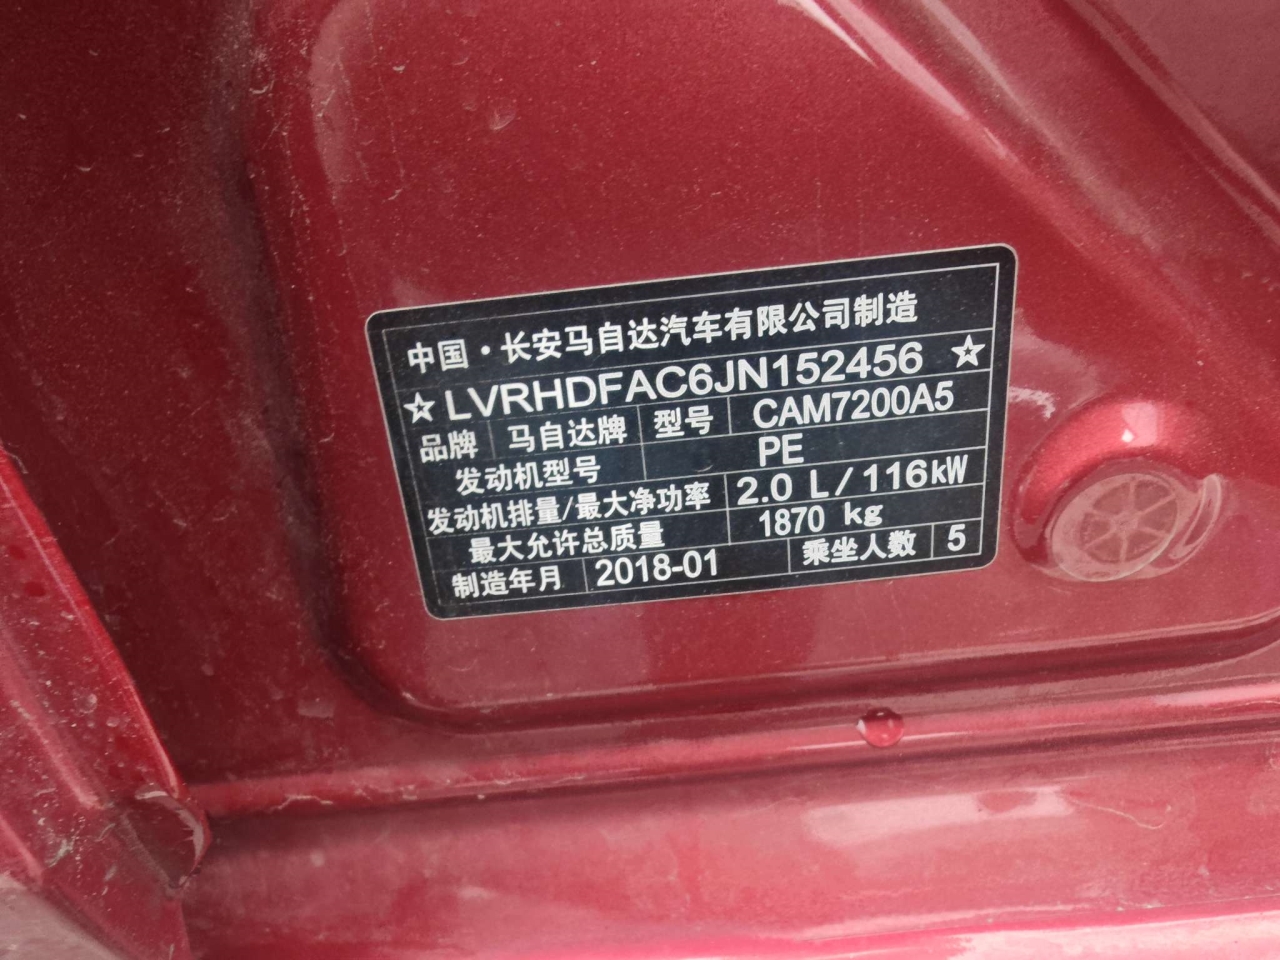 中国·长安马自达汽车有限公司制造
☆LVRHDFAC6JN152456☆
品牌 马自达牌 型号 CAM7200A5
发动机型号 PE
发动机排量/最大净功率 2.0 L/116kW
最大允许总质量 1870 kg
制造年月 2018-01 乘坐人数 5